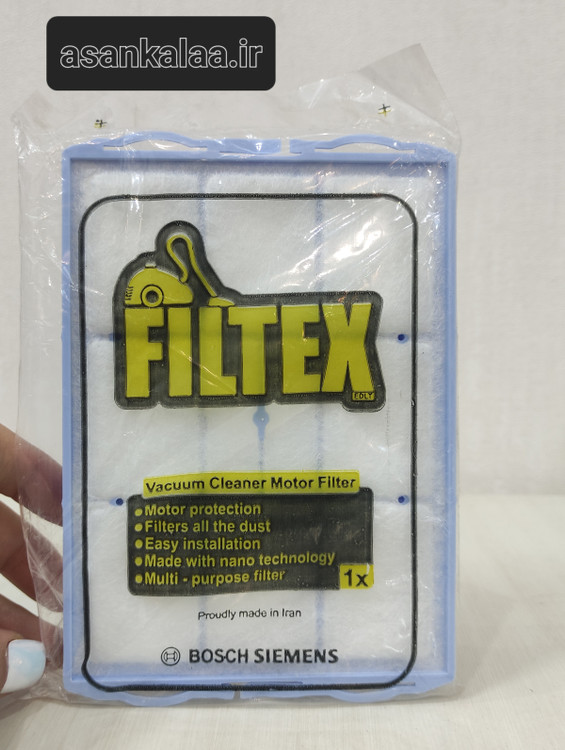 asankalaa.ir
FILTEX
EDLT
Vacuum Cleaner Motor Filter
• Motor protection
• Filters all the dust
• Easy installation
• Made with nano technology
• Multi - purpose filter
1x
Proudly made in Iran
BOSCH SIEMENS